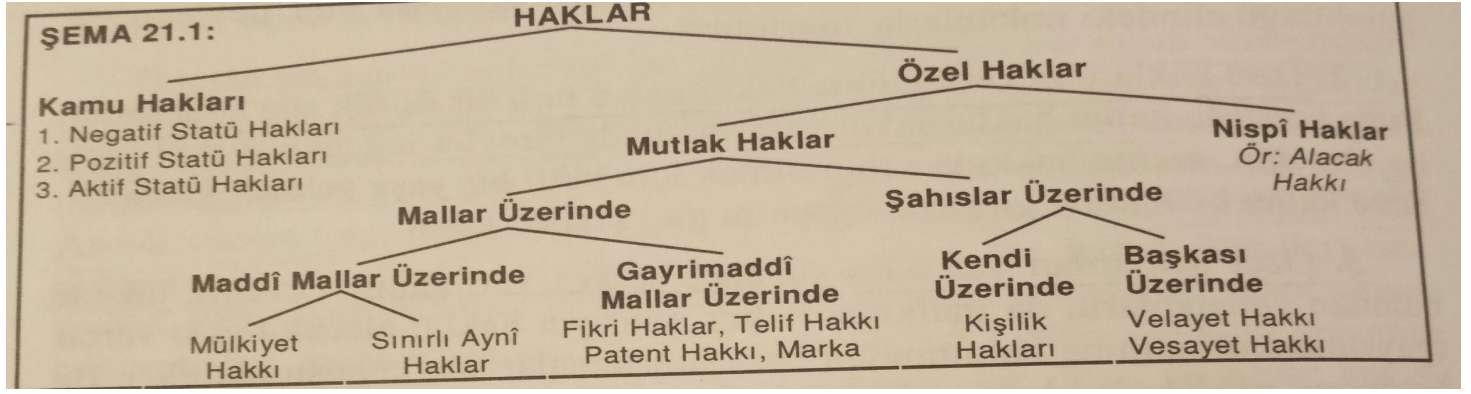 ŞEMA 21.1:
HAKLAR
Kamu Hakları
1. Negatif Statü Hakları
2. Pozitif Statü Hakları
3. Aktif Statü Hakları
Özel Haklar
Mutlak Haklar
Nispî Haklar
Ör: Alacak
Hakkı
Mallar Üzerinde
Şahıslar Üzerinde
Maddî Mallar Üzerinde
Mülkiyet
Hakkı
Sınırlı Aynî
Haklar
Gayrimaddî
Mallar Üzerinde
Fikri Haklar, Telif Hakkı
Patent Hakkı, Marka
Kendi
Üzerinde
Kişilik
Hakları
Başkası
Üzerinde
Velayet Hakkı
Vesayet Hakkı